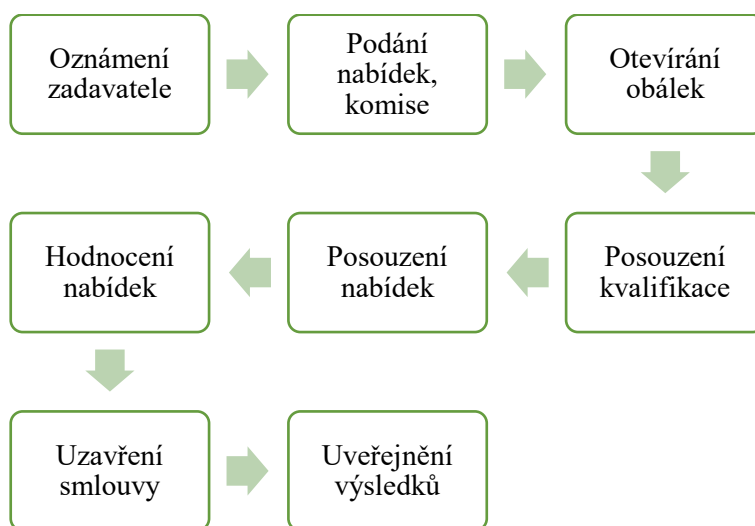 Oznámení
zadavatele
Podání
nabídek,
komise
Otevírání
obálek
Posouzení
kvalifikace
Posouzení
nabídek
Hodnocení
nabídek
Uzavření
smlouvy
Uveřejnění
výsledků